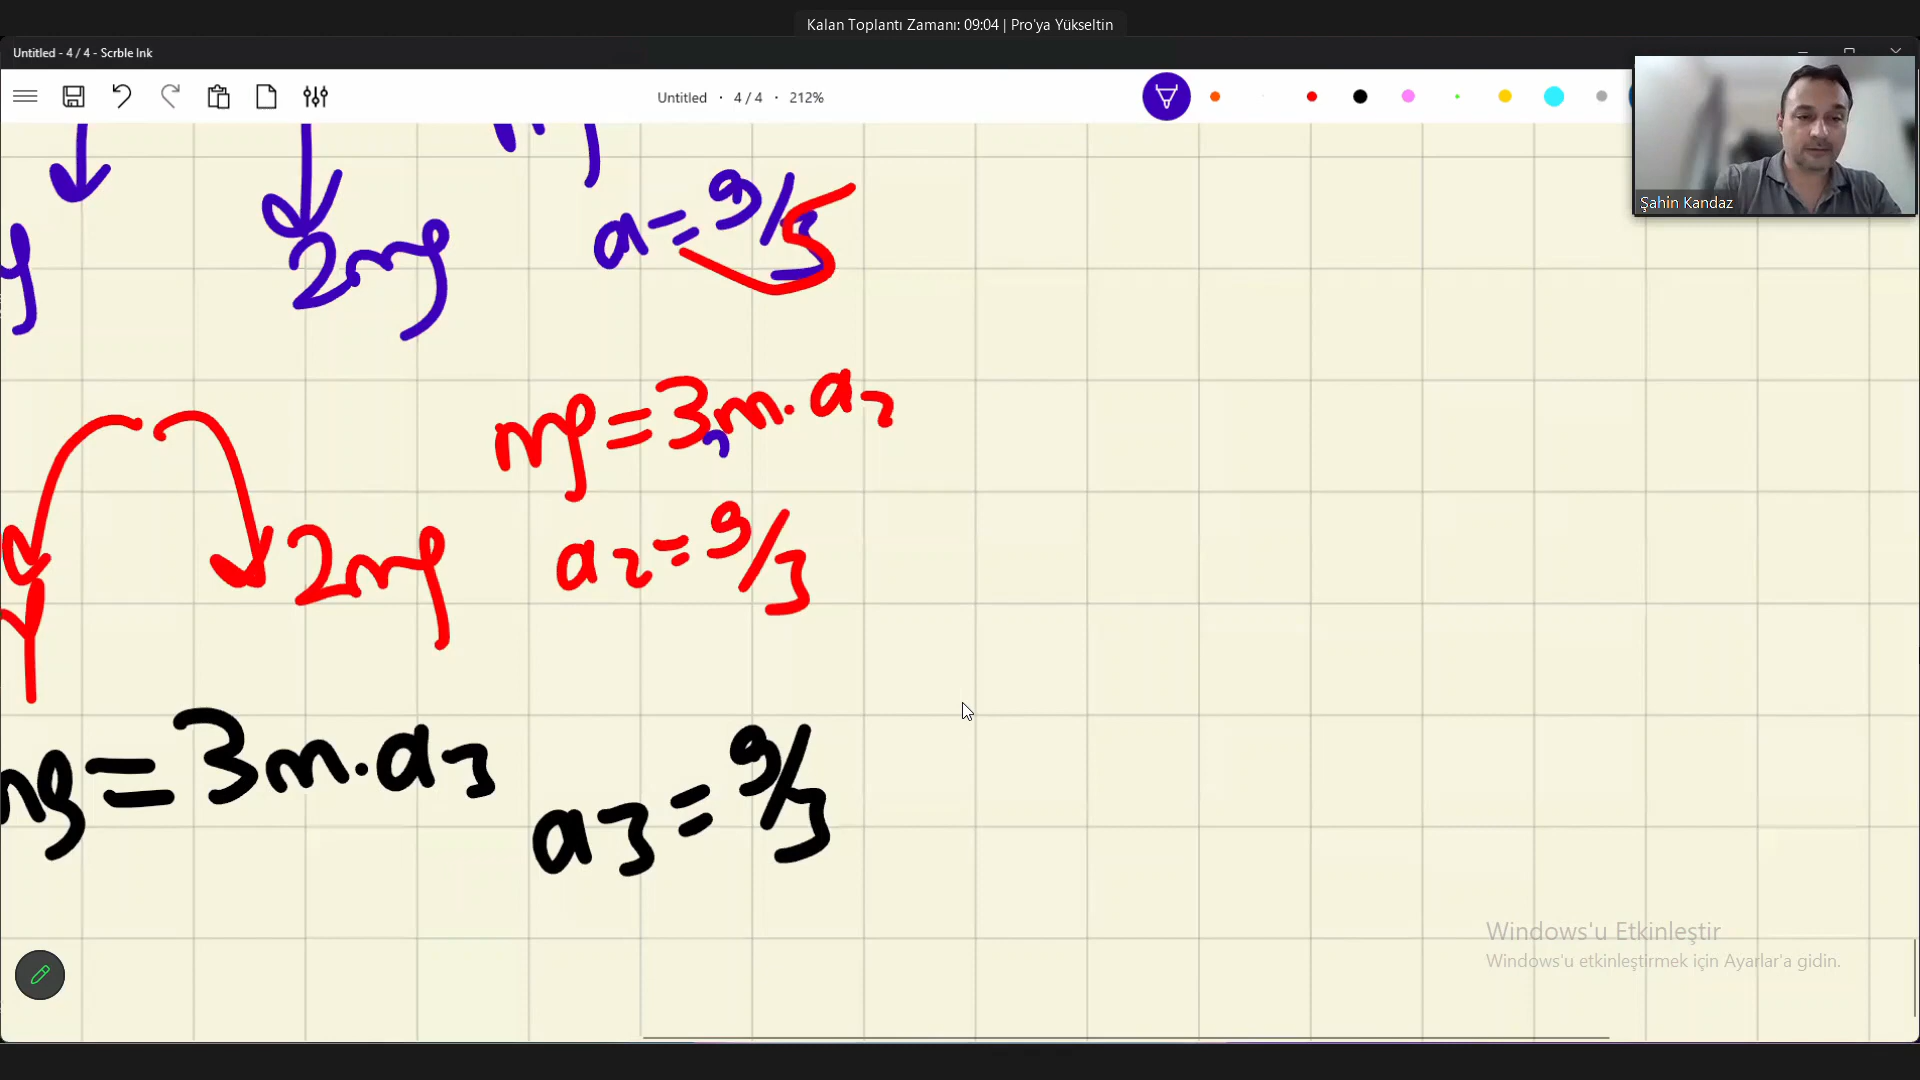 Kalan Toplantı Zamanı: 09:04 | Pro'ya Yükseltin
Untitled - 4 / 4 - Scrble Ink
Untitled · 4 / 4 · 212%
Şahin Kandaz
2mg
a=g/3
mg=3m.a2
2mg
a2=g/3
mg=3m.a3
a3=g/3
Windows'u Etkinleştir
Windows'u etkinleştirmek için Ayarlar'a gidin.